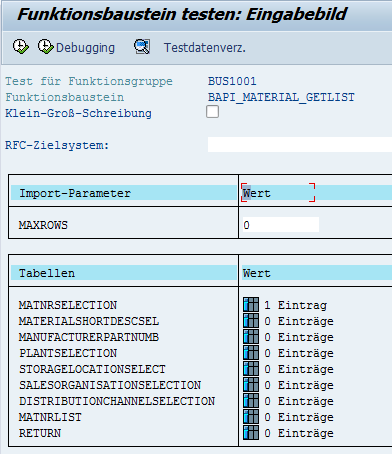 Funktionsbaustein testen: Eingabebild
Debugging Testdatenverz.
Test für Funktionsgruppe BUS1001
Funktionsbaustein BAPI_MATERIAL_GETLIST
Klein-Groß-Schreibung
RFC-Zielsystem:
Import-Parameter Wert
MAXROWS 0
Tabellen Wert
MATNRSELECTION 1 Eintrag
MATERIALSHORTDESCSEL 0 Einträge
MANUFACTURERPARTNUMB 0 Einträge
PLANTSELECTION 0 Einträge
STORAGELOCATIONSELECT 0 Einträge
SALESORGANISATIONSELECTION 0 Einträge
DISTRIBUTIONCHANNELSELECTION 0 Einträge
MATNRLIST 0 Einträge
RETURN 0 Einträge